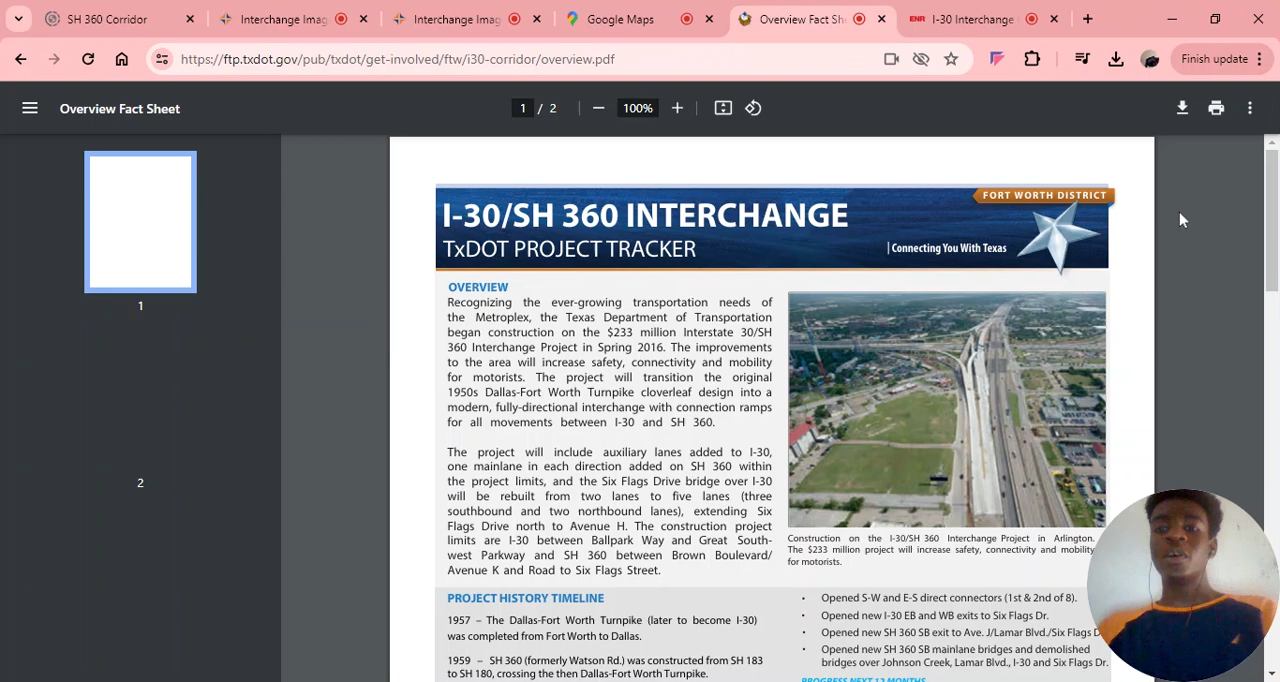 SH 360 Corridor
Interchange Imag
Interchange Imag
Google Maps
Overview Fact Sh
I-30 Interchange
https://ftp.txdot.gov/pub/txdot/get-involved/ftw/i30-corridor/overview.pdf
Finish update
Overview Fact Sheet
1 / 2
100%
1
2
FORT WORTH DISTRICT
I-30/SH 360 INTERCHANGE
TxDOT PROJECT TRACKER
Connecting You With Texas
OVERVIEW
Recognizing the ever-growing transportation needs of
the Metroplex, the Texas Department of Transportation
began construction on the $233 million Interstate 30/SH
360 Interchange Project in Spring 2016. The improvements
to the area will increase safety, connectivity and mobility
for motorists. The project will transition the original
1950s Dallas-Fort Worth Turnpike cloverleaf design into a
modern, fully-directional interchange with connection ramps
for all movements between I-30 and SH 360.
The project will include auxiliary lanes added to I-30,
one mainlane in each direction added on SH 360 within
the project limits, and the Six Flags Drive bridge over I-30
will be rebuilt from two lanes to five lanes (three
southbound and two northbound lanes), extending Six
Flags Drive north to Avenue H. The construction project
limits are I-30 between Ballpark Way and Great South-
west Parkway and SH 360 between Brown Boulevard/
Avenue K and Road to Six Flags Street.
Construction on the I-30/SH 360 Interchange Project in Arlington.
The $233 million project will increase safety, connectivity and mobility
for motorists.
PROJECT HISTORY TIMELINE
1957 – The Dallas-Fort Worth Turnpike (later to become I-30)
was completed from Fort Worth to Dallas.
1959 – SH 360 (formerly Watson Rd.) was constructed from SH 183
to SH 180, crossing the then Dallas-Fort Worth Turnpike.
• Opened S-W and E-S direct connectors (1st & 2nd of 8).
• Opened new I-30 EB and WB exits to Six Flags Dr.
• Opened new SH 360 SB exit to Ave. J/Lamar Blvd./Six Flags D
• Opened new SH 360 SB mainlane bridges and demolished
bridges over Johnson Creek, Lamar Blvd., I-30 and Six Flags Dr.
PROGRESS NEXT 12 MONTHS